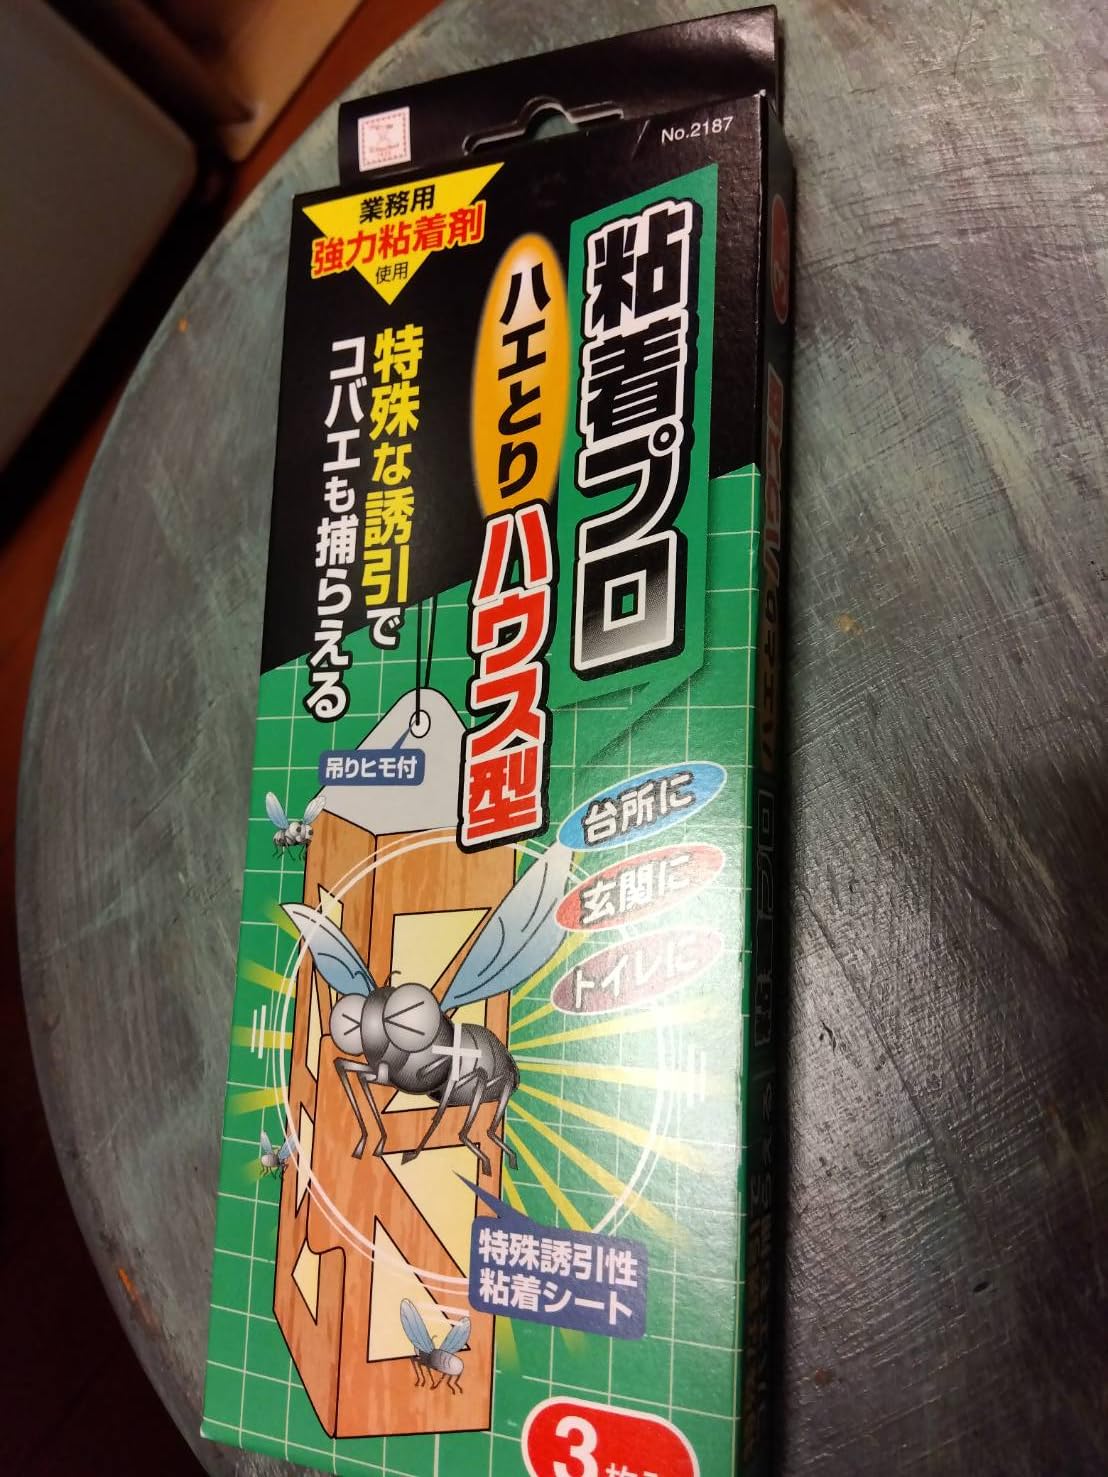 No.2187
業務用
強力粘着剤
使用
粘着プロ
ハエとりハウス型
特殊な誘引で
コバエも捕らえる
吊りヒモ付
台所に
玄関に
トイレに
特殊誘引性
粘着シート
3